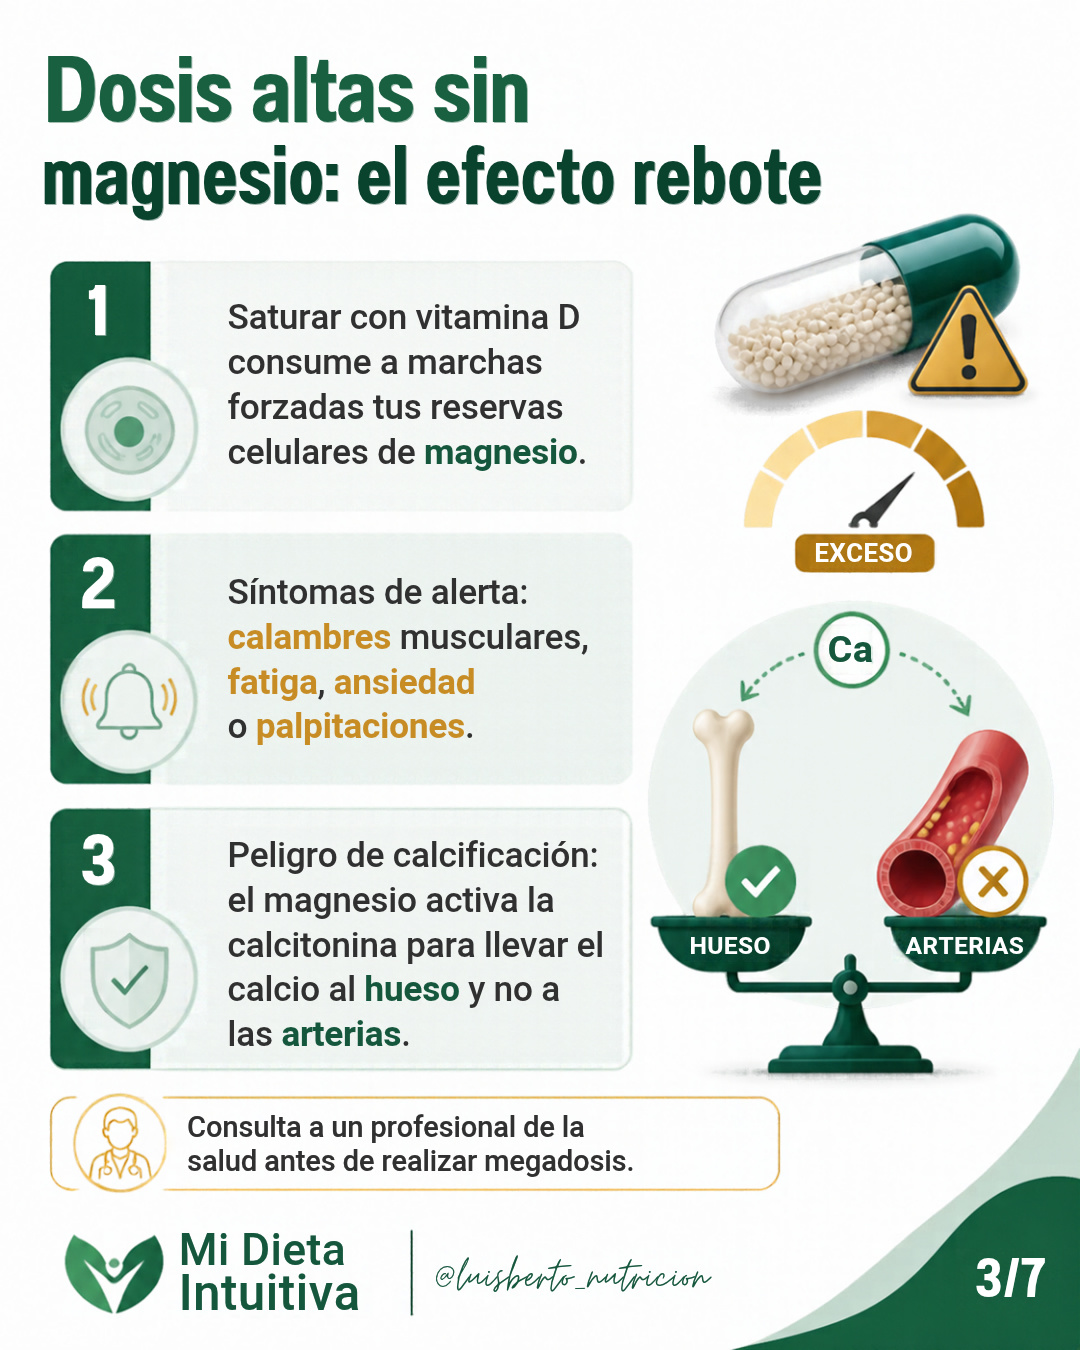 Dosis altas sin
magnesio: el efecto rebote
1
Saturar con vitamina D
consume a marchas
forzadas tus reservas
celulares de magnesio.
EXCESO
2
Síntomas de alerta:
calambres musculares,
fatiga, ansiedad
o palpitaciones.
Ca
HUESO
ARTERIAS
3
Peligro de calcificación:
el magnesio activa la
calcitonina para llevar el
calcio al hueso y no a
las arterias.
Consulta a un profesional de la
salud antes de realizar megadosis.
Mi Dieta
Intuitiva
@luisberto_nutricion
3/7